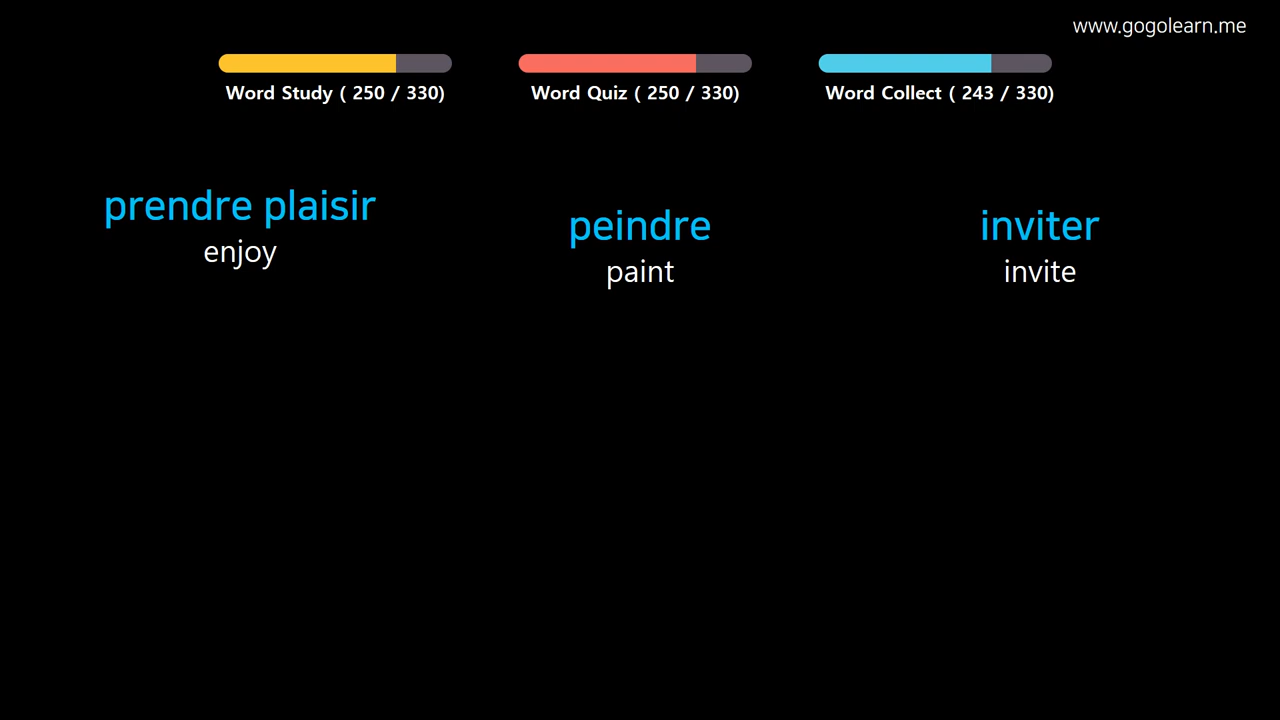 www.gogolearn.me
Word Study ( 250 / 330)
Word Quiz ( 250 / 330)
Word Collect ( 243 / 330)
prendre plaisir
enjoy
peindre
paint
inviter
invite